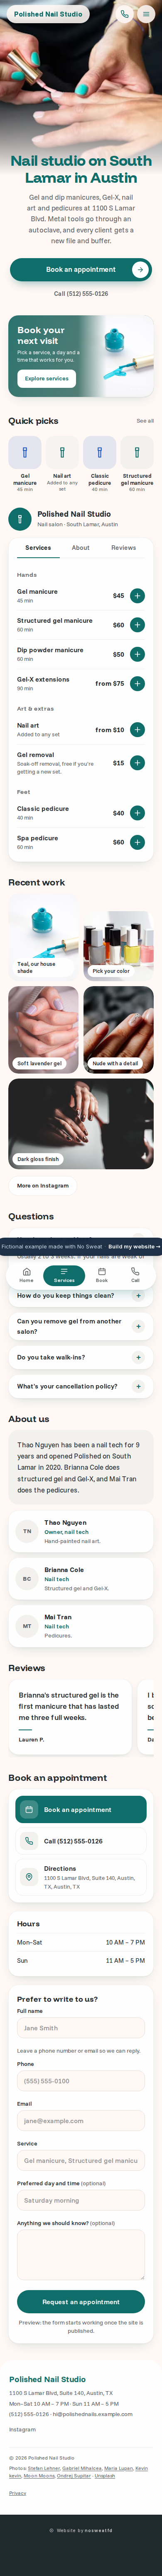 Polished Nail Studio
Nail studio on South
Lamar in Austin
Gel and dip manicures, Gel-X, nail
art and pedicures at 1100 S Lamar
Blvd. Metal tools go through an
autoclave, and every client gets a
new file and buffer.
Book an appointment
Call (512) 555-0126
Book your
next visit
Pick a service, a day and a
time that works for you.
Explore services
Quick picks
See all
Gel
manicure
45 min
Nail art
Added to any
set
Classic
pedicure
40 min
Structured
gel manicure
60 min
Polished Nail Studio
Nail salon · South Lamar, Austin
Services
About
Reviews
Hands
Gel manicure
45 min
$45
Structured gel manicure
60 min
$60
Dip powder manicure
60 min
$50
Gel-X extensions
90 min
from $75
Art & extras
Nail art
Added to any set
from $10
Gel removal
Soak-off removal, free if you're
getting a new set.
$15
Feet
Classic pedicure
40 min
$40
Spa pedicure
60 min
$60
Recent work
Teal, our house
shade
Pick your color
Soft lavender gel
Nude with a detail
Dark gloss finish
More on Instagram
Questions
Fictional example made with No Sweat · Build my website →
Home
Services
Book
Call
How do you keep things clean?
Can you remove gel from another
salon?
Do you take walk-ins?
What's your cancellation policy?
About us
Thao Nguyen has been a nail tech for 9
years and opened Polished on South
Lamar in 2020. Brianna Cole does
structured gel and Gel-X, and Mai Tran
does the pedicures.
TN
Thao Nguyen
Owner, nail tech
Hand-painted nail art.
BC
Brianna Cole
Nail tech
Structured gel and Gel-X.
MT
Mai Tran
Nail tech
Pedicures.
Reviews
Brianna's structured gel is the
first manicure that has lasted
me three full weeks.
Lauren P.
Book an appointment
Book an appointment
Call (512) 555-0126
Directions
1100 S Lamar Blvd, Suite 140, Austin,
TX, Austin, TX
Hours
Mon–Sat
10 AM – 7 PM
Sun
11 AM – 5 PM
Prefer to write to us?
Full name
Jane Smith
Leave a phone number or email so we can reply.
Phone
(555) 555-0100
Email
jane@example.com
Service
Gel manicure, Structured gel manicu
Preferred day and time (optional)
Saturday morning
Anything we should know? (optional)
Request an appointment
Preview: the form starts working once the site is
published.
Polished Nail Studio
1100 S Lamar Blvd, Suite 140, Austin, TX
Mon–Sat 10 AM – 7 PM · Sun 11 AM – 5 PM
(512) 555-0126 · hi@polishednails.example.com
Instagram
© 2026 Polished Nail Studio
Photos: Stefan Lehner, Gabriel Mihalcea, Maria Lupan, Kevin
kevin, Moon Moons, Ondrej Supitar · Unsplash
Privacy
Website by nosweatfd